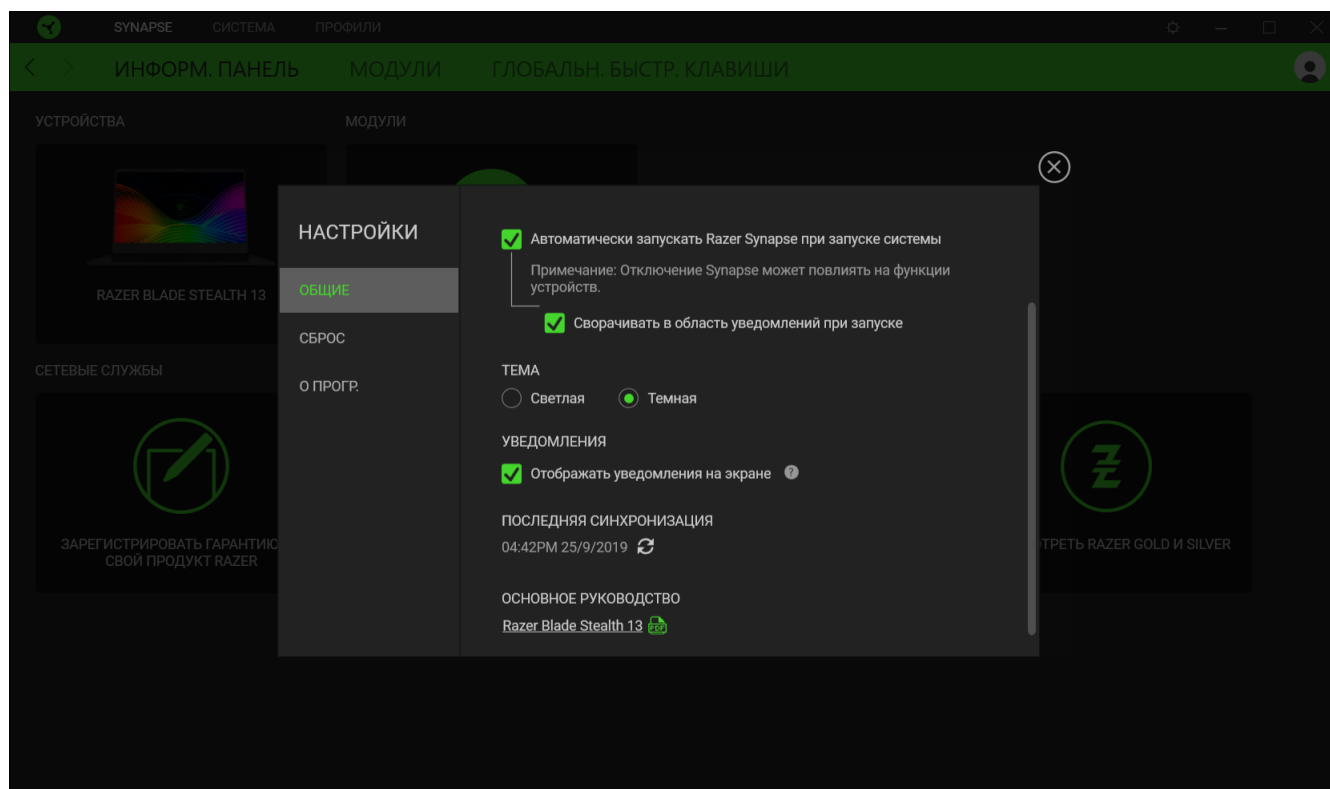 SYNAPSE СИСТЕМА ПРОФИЛИ
ИНФОРМ. ПАНЕЛЬ МОДУЛИ ГЛОБАЛЬН. БЫСТР. КЛАВИШИ
УСТРОЙСТВА МОДУЛИ
RAZER BLADE STEALTH 13
СЕТЕВЫЕ СЛУЖБЫ
ЗАРЕГИСТРИРОВАТЬ ГАРАНТИЮ
СВОЙ ПРОДУКТ RAZER
НАСТРОЙКИ
ОБЩИЕ
СБРОС
О ПРОГР.
Автоматически запускать Razer Synapse при запуске системы
Примечание: Отключение Synapse может повлиять на функции
устройств.
Сворачивать в область уведомлений при запуске
ТЕМА
Светлая Темная
УВЕДОМЛЕНИЯ
Отображать уведомления на экране ?
ПОСЛЕДНЯЯ СИНХРОНИЗАЦИЯ
04:42PM 25/9/2019
ОСНОВНОЕ РУКОВОДСТВО
Razer Blade Stealth 13 PDF
RAZER GOLD И SILVER